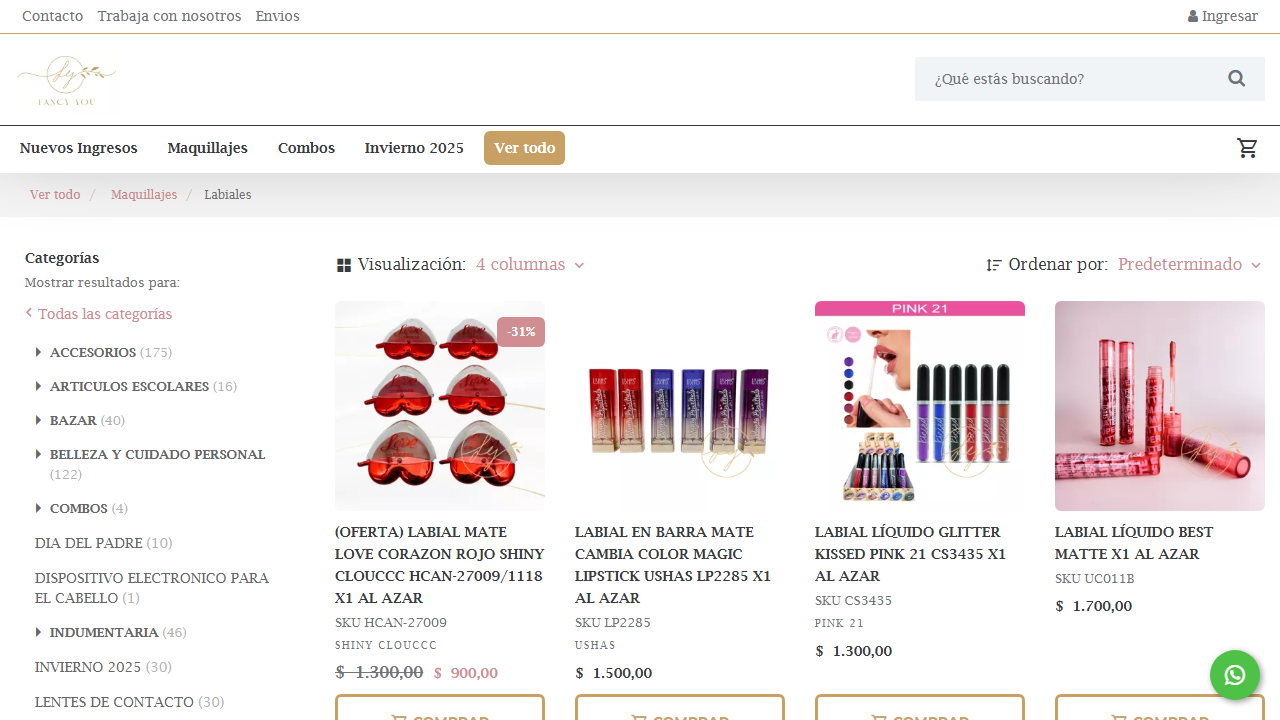 Contacto Trabaja con nosotros Envios Ingresar
FANCY YOU
¿Qué estás buscando?
Nuevos Ingresos Maquillajes Combos Invierno 2025 Ver todo
Ver todo / Maquillajes / Labiales
Categorías
Mostrar resultados para:
Todas las categorías
ACCESORIOS (175)
ARTICULOS ESCOLARES (16)
BAZAR (40)
BELLEZA Y CUIDADO PERSONAL
(122)
COMBOS (4)
DIA DEL PADRE (10)
DISPOSITIVO ELECTRONICO PARA
EL CABELLO (1)
INDUMENTARIA (46)
INVIERNO 2025 (30)
LENTES DE CONTACTO (30)
Visualización: 4 columnas
Ordenar por: Predeterminado
-31%
(OFERTA) LABIAL MATE
LOVE CORAZON ROJO SHINY
CLOUCCC HCAN-27009/1118
X1 AL AZAR
SKU HCAN-27009
SHINY CLOUCCC
$ 1.300,00 $ 900,00
COMPRAR
LABIAL EN BARRA MATE
CAMBIA COLOR MAGIC
LIPSTICK USHAS LP2285 X1
AL AZAR
SKU LP2285
USHAS
$ 1.500,00
COMPRAR
PINK 21
LABIAL LÍQUIDO GLITTER
KISSED PINK 21 CS3435 X1
AL AZAR
SKU CS3435
PINK 21
$ 1.300,00
COMPRAR
LABIAL LÍQUIDO BEST
MATTE X1 AL AZAR
SKU UC011B
$ 1.700,00
COMPRAR